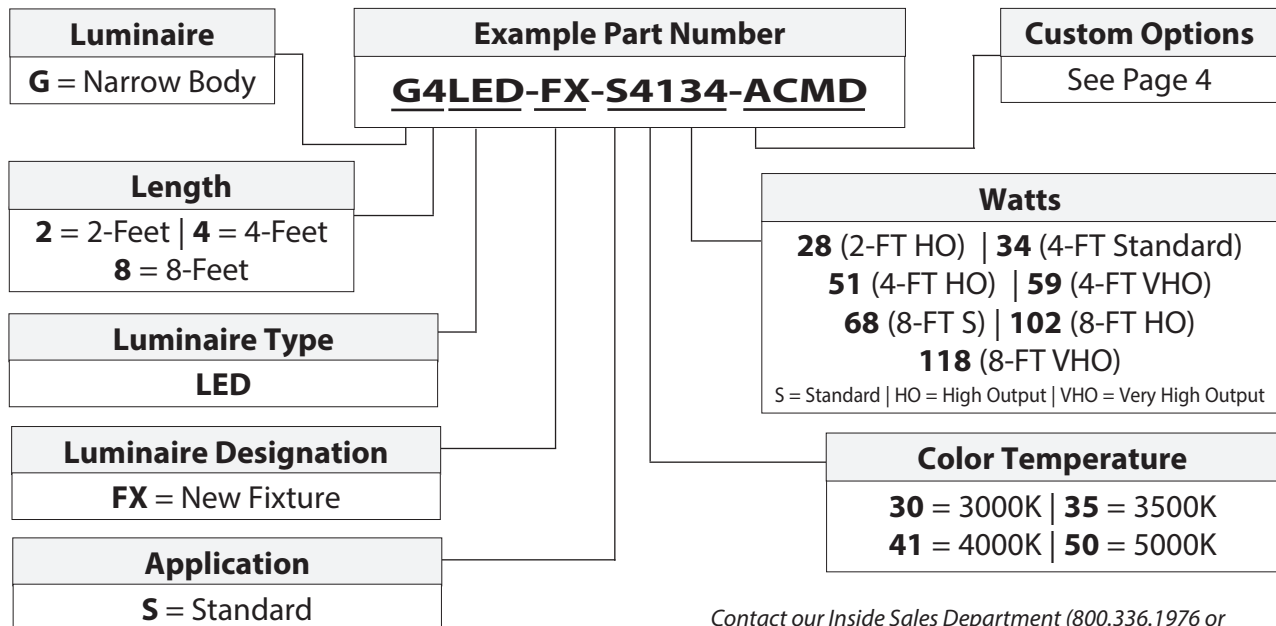 Luminaire
G = Narrow Body
Example Part Number
G4LED-FX-S4134-ACMD
Custom Options
See Page 4
Length
2 = 2-Feet | 4 = 4-Feet
8 = 8-Feet
Luminaire Type
LED
Luminaire Designation
FX = New Fixture
Application
S = Standard
Watts
28 (2-FT HO) | 34 (4-FT Standard)
51 (4-FT HO) | 59 (4-FT VHO)
68 (8-FT S) | 102 (8-FT HO)
118 (8-FT VHO)
S = Standard | HO = High Output | VHO = Very High Output
Color Temperature
30 = 3000K | 35 = 3500K
41 = 4000K | 50 = 5000K
Contact our Inside Sales Department (800.336.1976 or